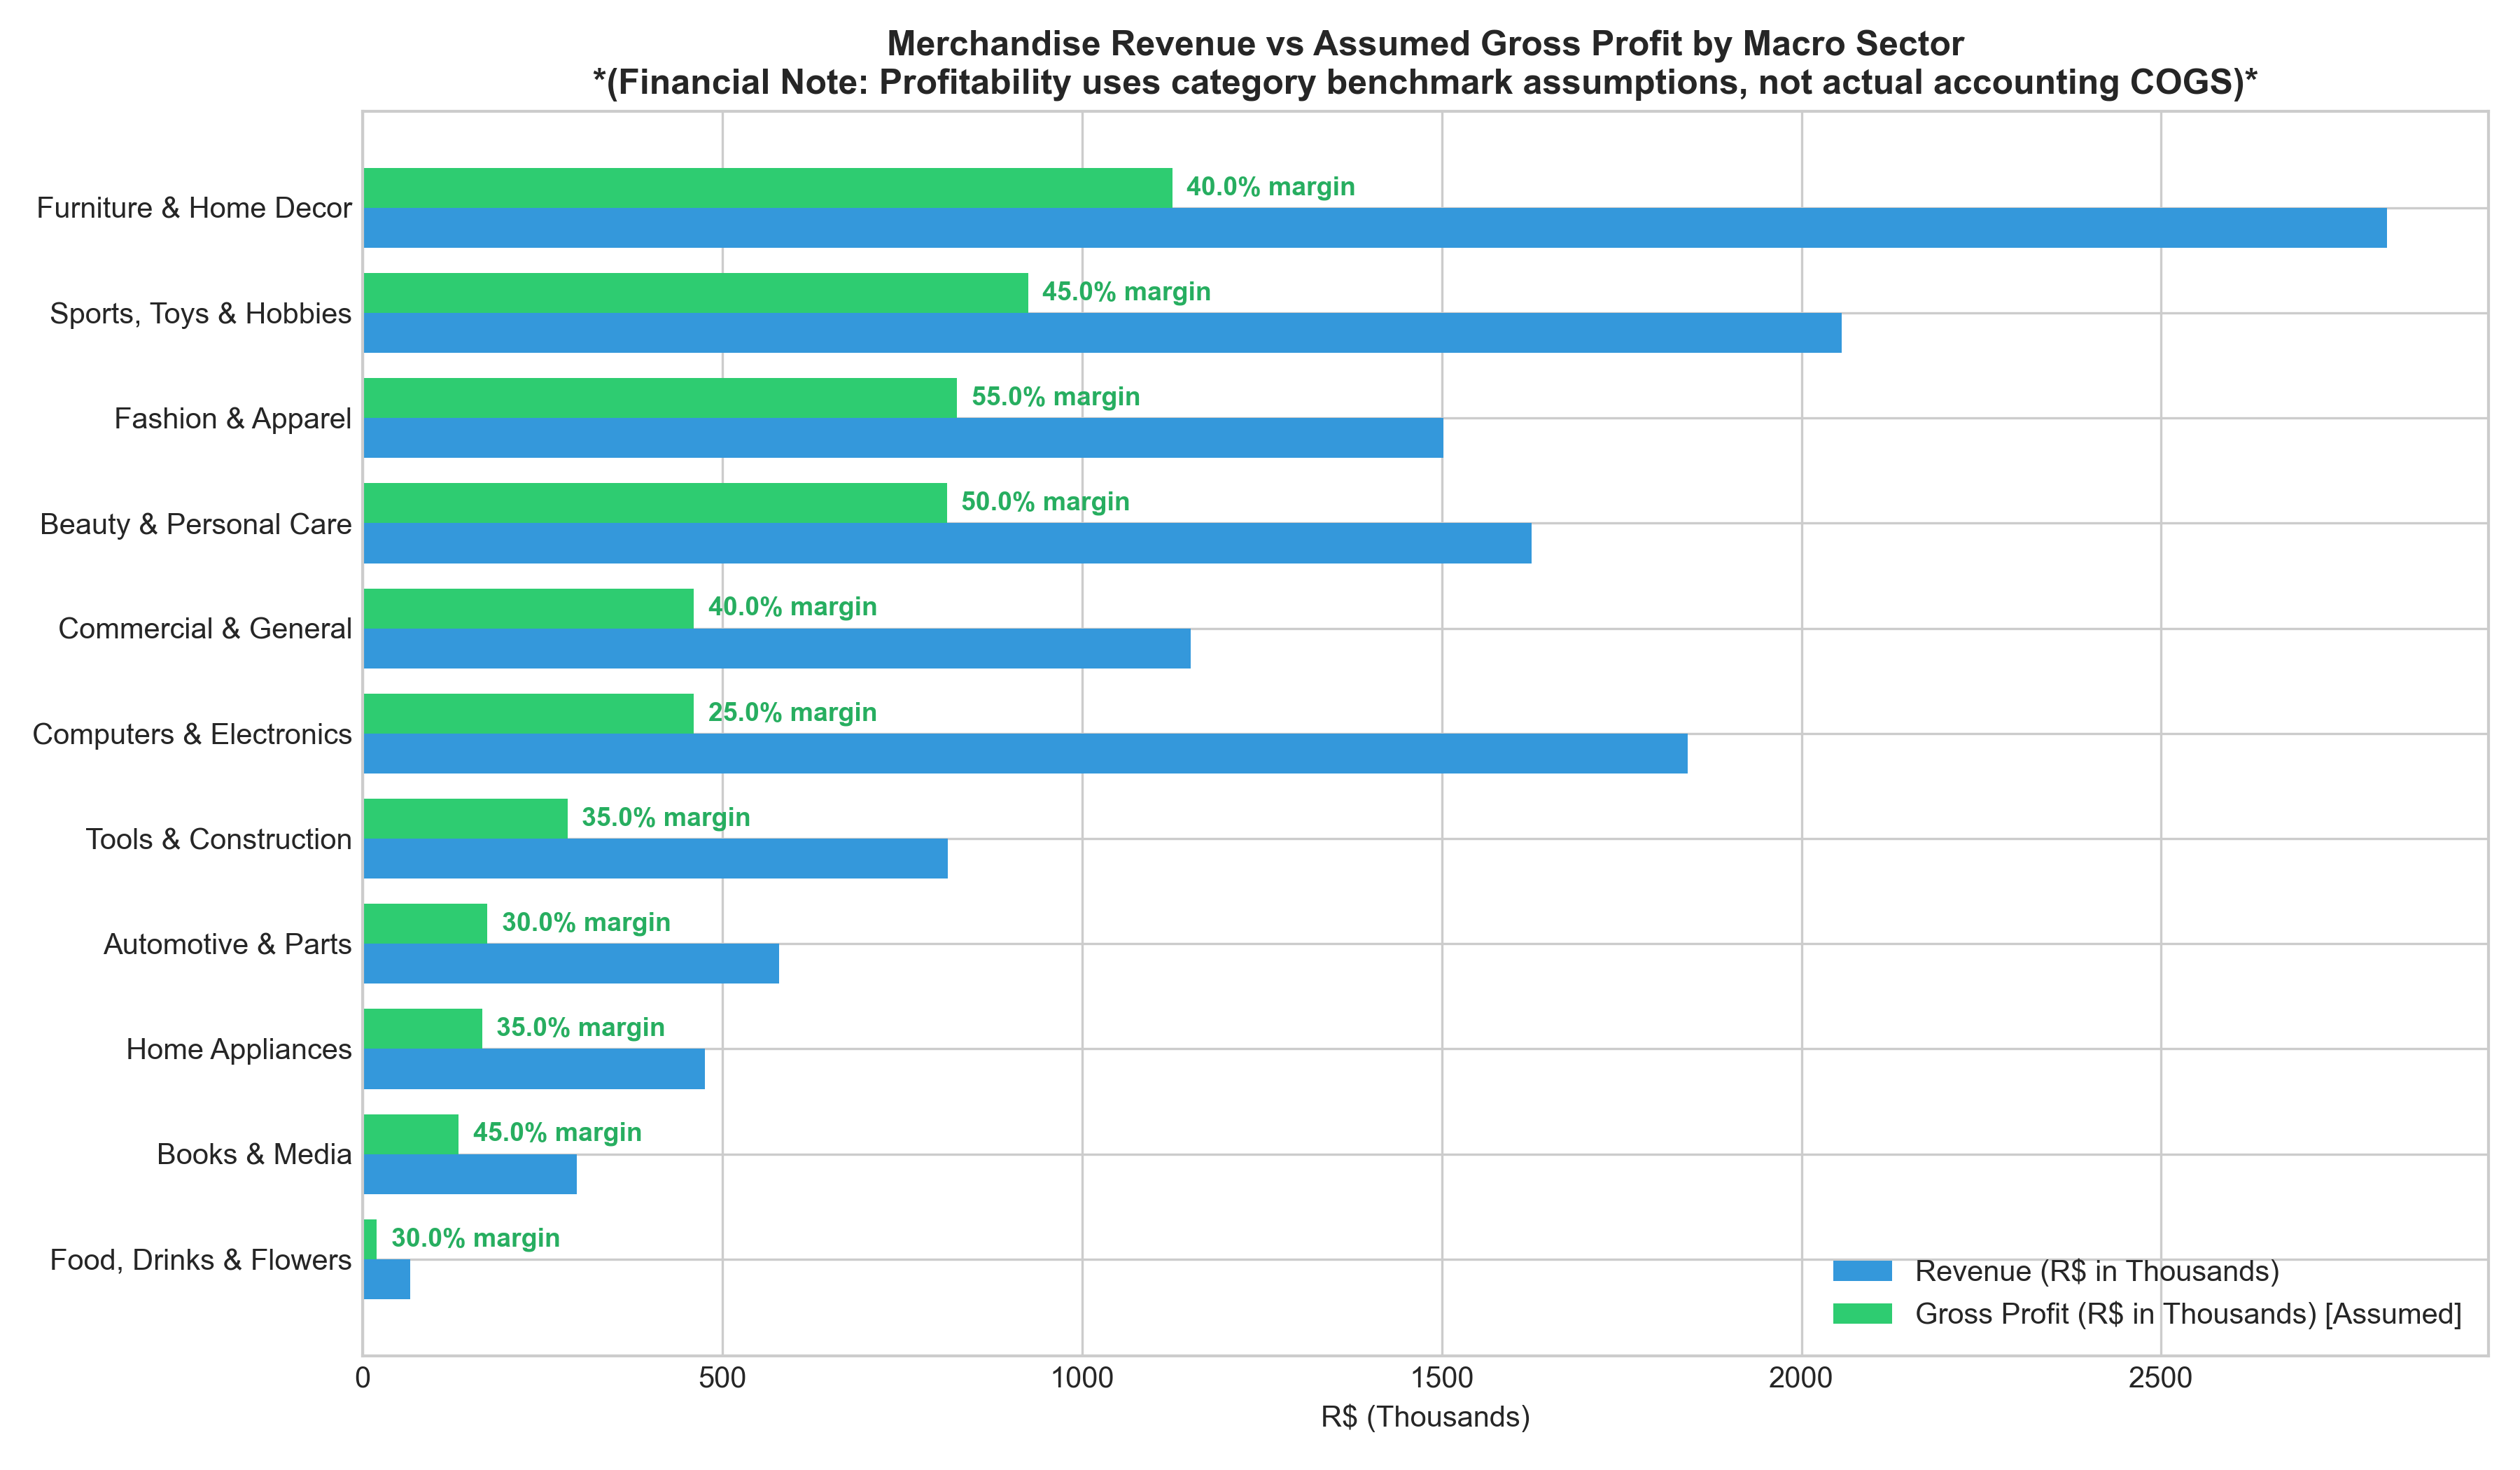 Merchandise Revenue vs Assumed Gross Profit by Macro Sector
*(Financial Note: Profitability uses category benchmark assumptions, not actual accounting COGS)*
Furniture & Home Decor
40.0% margin
Sports, Toys & Hobbies
45.0% margin
Fashion & Apparel
55.0% margin
Beauty & Personal Care
50.0% margin
Commercial & General
40.0% margin
Computers & Electronics
25.0% margin
Tools & Construction
35.0% margin
Automotive & Parts
30.0% margin
Home Appliances
35.0% margin
Books & Media
45.0% margin
Food, Drinks & Flowers
30.0% margin
Revenue (R$ in Thousands)
Gross Profit (R$ in Thousands) [Assumed]
0 500 1000 1500 2000 2500
R$ (Thousands)